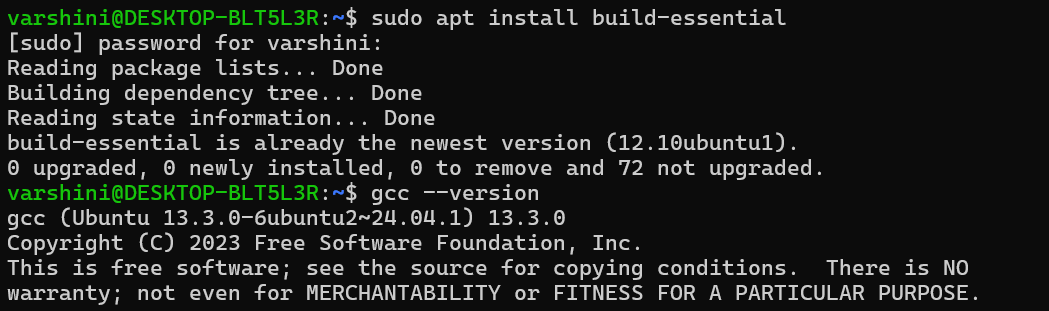 varshini@DESKTOP-BLT5L3R:~$ sudo apt install build-essential
[sudo] password for varshini:
Reading package lists... Done
Building dependency tree... Done
Reading state information... Done
build-essential is already the newest version (12.10ubuntu1).
0 upgraded, 0 newly installed, 0 to remove and 72 not upgraded.
varshini@DESKTOP-BLT5L3R:~$ gcc --version
gcc (Ubuntu 13.3.0-6ubuntu2~24.04.1) 13.3.0
Copyright (C) 2023 Free Software Foundation, Inc.
This is free software; see the source for copying conditions.  There is NO
warranty; not even for MERCHANTABILITY or FITNESS FOR A PARTICULAR PURPOSE.